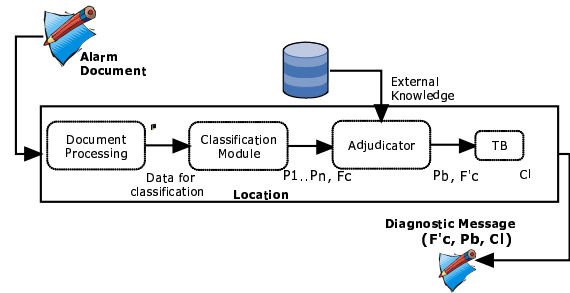 Alarm
Document
External
Knowledge
Document
Processing
Classification
Module
Adjudicator
TB
Data for
classification
P1..Pn, Fc
Pb, F'c
Cl
Location
Diagnostic Message
(F'c, Pb, Cl)